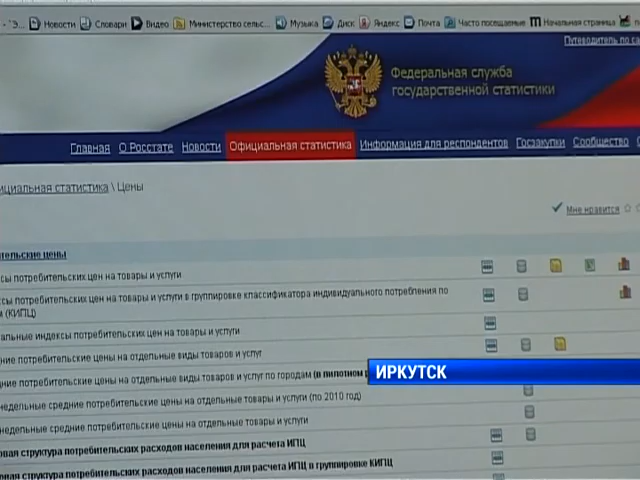 - "Э... Новости Словари Видео Министерство сельс... Музыка Диск Яндекс Почта Часто посещаемые Начальная страница
Путеводитель по са
Федеральная служба
государственной статистики
Главная О Росстате Новости Официальная статистика Информация для респондентов Госзакупки Сообщество
циальная статистика \ Цены
Мне нравится
тельские цены
сы потребительских цен на товары и услуги
сы потребительских цен на товары и услуги в группировке классификатора индивидуального потребления по
м (КИПЦ)
альные индексы потребительских цен на товары и услуги
ние потребительские цены на отдельные виды товаров и услуг
ние потребительские цены на отдельные виды товаров и услуг по городам (в пилотном р
недельные средние потребительские цены на отдельные товары и услуги (по 2010 год)
недельные средние потребительские цены на отдельные товары и услуги
овая структура потребительских расходов населения для расчета ИПЦ
овая структура потребительских расходов населения для расчета ИПЦ в группировке КИПЦ
ИРКУТСК